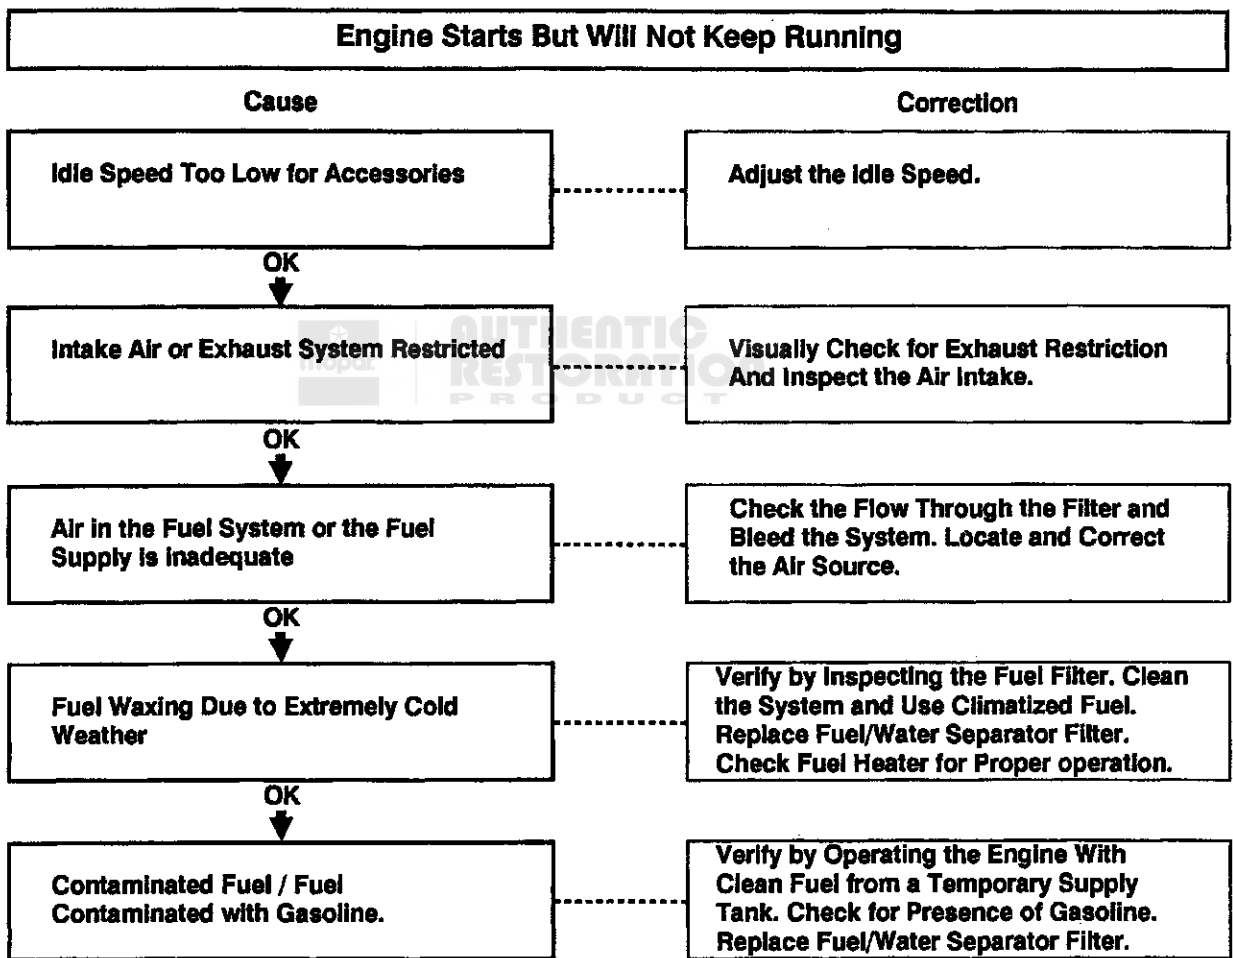 Engine Starts But Will Not Keep Running
Cause
Correction
Idle Speed Too Low for Accessories
Adjust the Idle Speed.
OK
Intake Air or Exhaust System Restricted
Visually Check for Exhaust Restriction
And Inspect the Air Intake.
mopar
AUTHENTIC
RESTORATION
PRODUCT
OK
Air in the Fuel System or the Fuel
Supply is Inadequate
Check the Flow Through the Filter and
Bleed the System. Locate and Correct
the Air Source.
OK
Fuel Waxing Due to Extremely Cold
Weather
Verify by Inspecting the Fuel Filter. Clean
the System and Use Climatized Fuel.
Replace Fuel/Water Separator Filter.
Check Fuel Heater for Proper operation.
OK
Contaminated Fuel / Fuel
Contaminated with Gasoline.
Verify by Operating the Engine With
Clean Fuel from a Temporary Supply
Tank. Check for Presence of Gasoline.
Replace Fuel/Water Separator Filter.